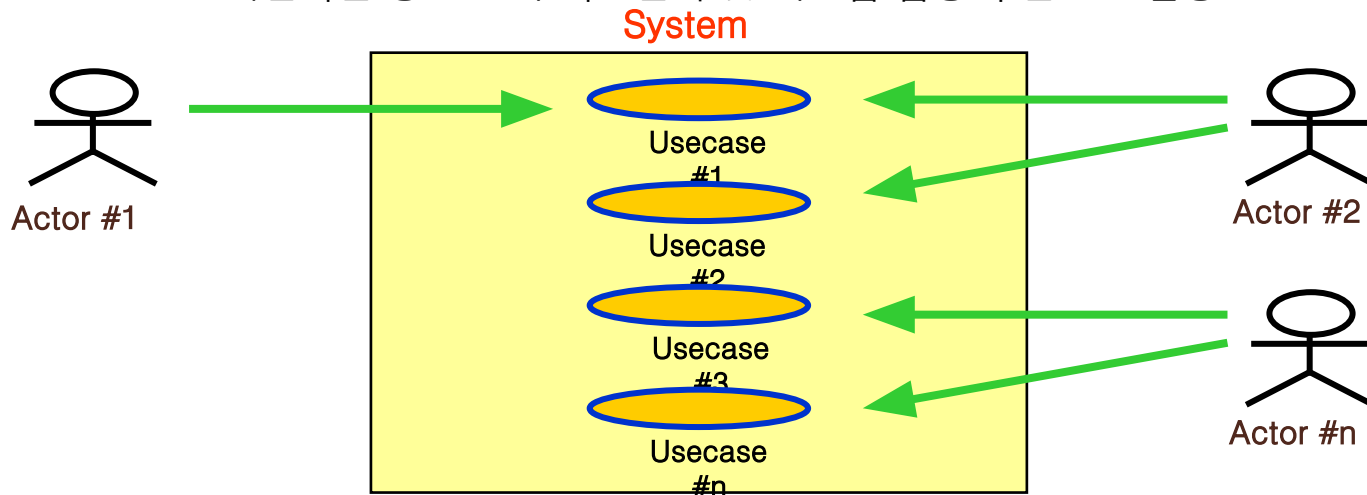 System
Usecase
#1
Usecase
#2
Usecase
#3
Usecase
#n
Actor #1
Actor #2
Actor #n